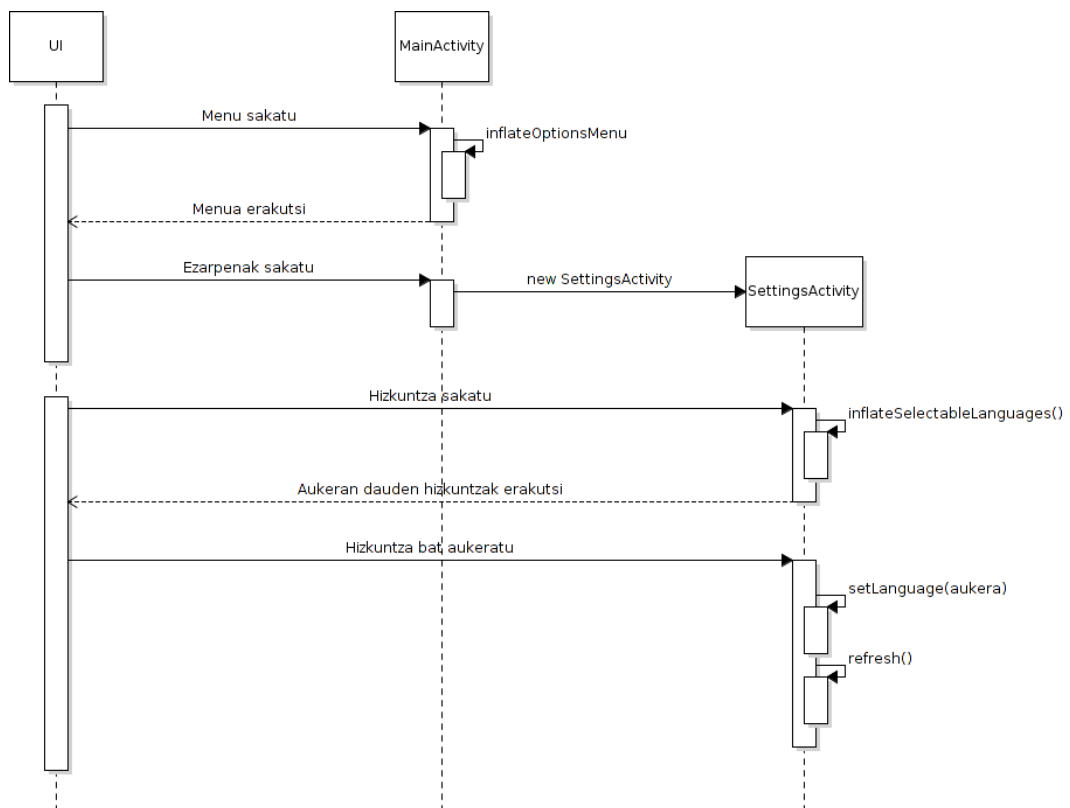 UI
MainActivity
Menu sakatu
inflateOptionsMenu
Menua erakutsi
Ezarpenak sakatu
new SettingsActivity
SettingsActivity
Hizkuntza sakatu
inflateSelectableLanguages()
Aukeran dauden hizkuntzak erakutsi
Hizkuntza bat aukeratu
setLanguage(aukera)
refresh()